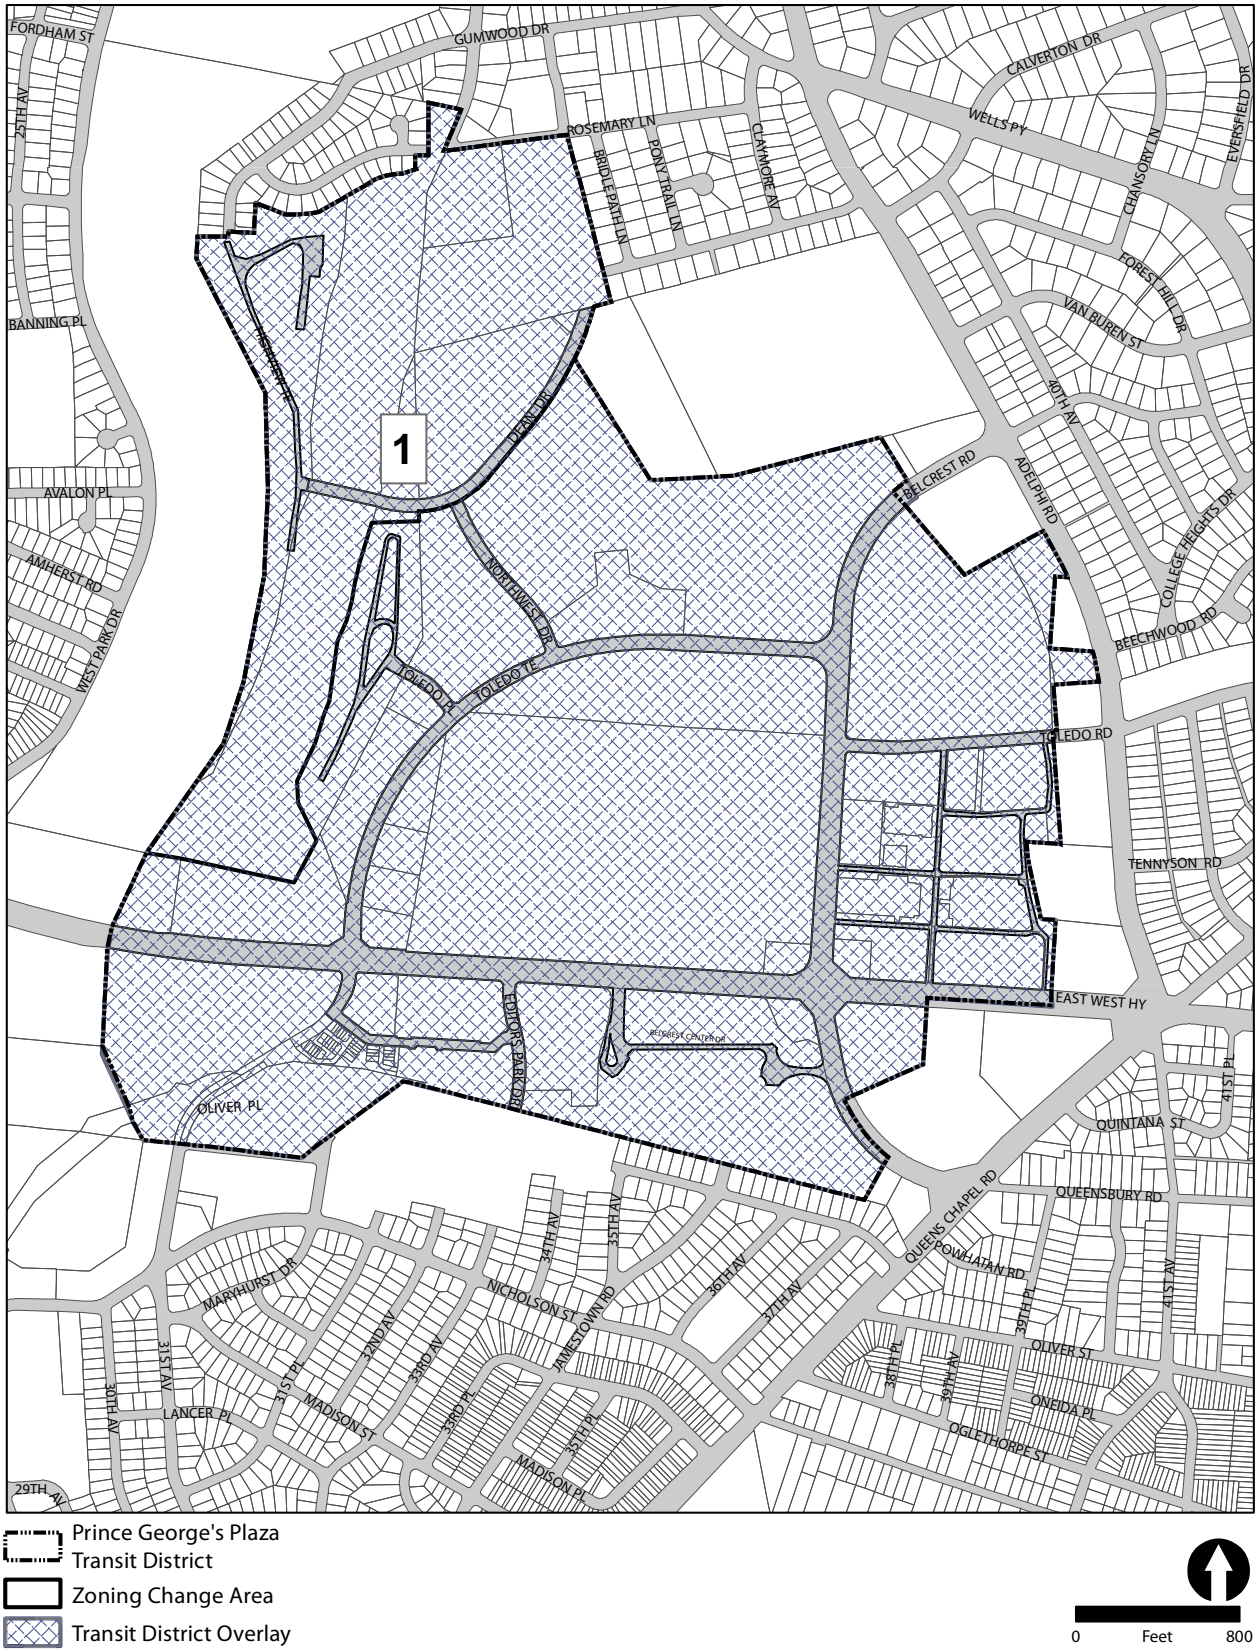 FORDHAM ST
GUMWOOD DR
CALVERTON DR
EVERSFIELD DR
25TH AV
ROSEMARY LN
WELLS PY
BRIDLE PATH LN
PONY TRAIL LN
CLAYMORE AV
CHANSORY LN
FOREST HILL DR
VAN BUREN ST
BANNING PL
HIGHVIEW TE
40TH AV
DEAN DR
1
BELCREST RD
ADELPHI RD
AVALON PL
COLLEGE HEIGHTS DR
AMHERST RD
NORTHWEST DR
BEECHWOOD RD
WEST PARK DR
TOLEDO PL
TOLEDO TE
TOLEDO RD
TENNYSON RD
EAST WEST HY
EDITORS PARK DR
BELCREST CENTER DR
41ST PL
OLIVER PL
QUINTANA ST
QUEENSBURY RD
QUEENS CHAPEL RD
34TH AV
35TH AV
POWHATAN RD
MARYHURST DR
36TH AV
37TH AV
41ST AV
NICHOLSON ST
39TH PL
32ND AV
JAMESTOWN RD
31ST AV
33RD AV
38TH PL
OLIVER ST
31ST PL
39TH AV
30TH AV
LANCER PL
MADISON ST
33RD PL
35TH PL
ONEIDA PL
OGLETHORPE ST
MADISON PL
29TH AV
Prince George's Plaza
Transit District
Zoning Change Area
Transit District Overlay
0 Feet 800